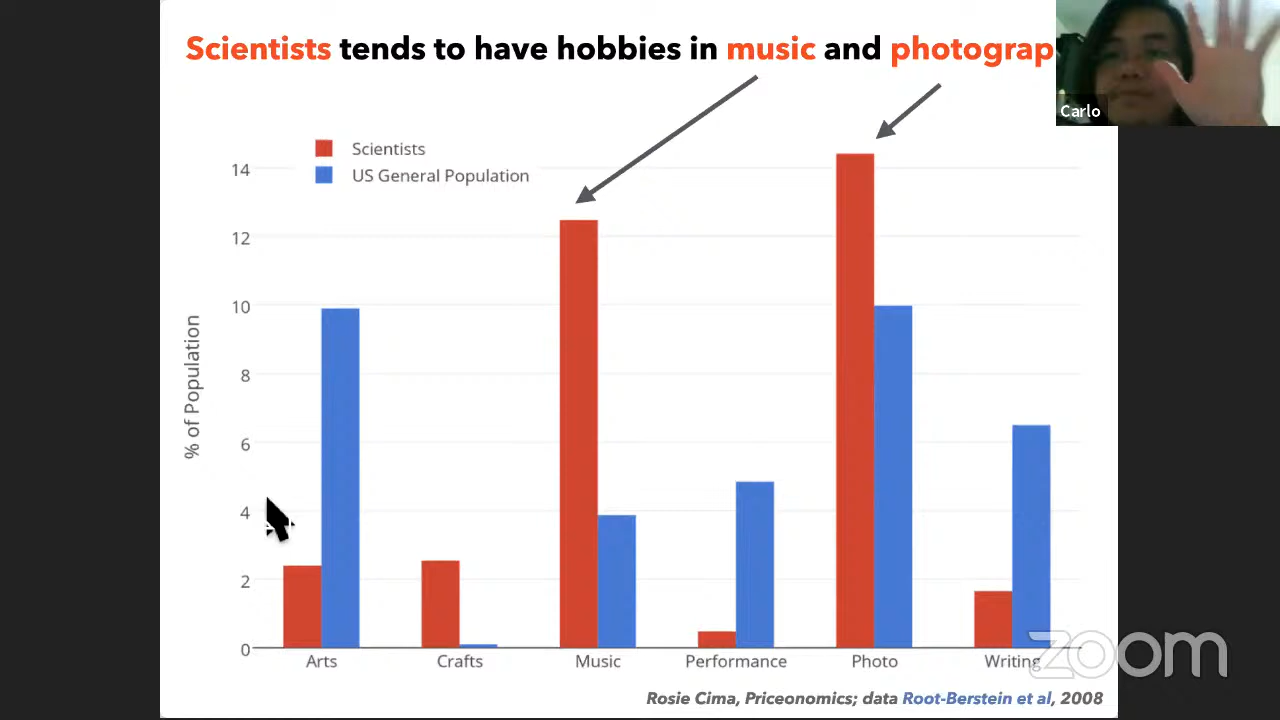 Scientists tends to have hobbies in music and photograp
Carlo
Scientists
US General Population
% of Population
14
12
10
8
6
4
2
0
Arts
Crafts
Music
Performance
Photo
Writing
zoom
Rosie Cima, Priceonomics; data Root-Berstein et al, 2008